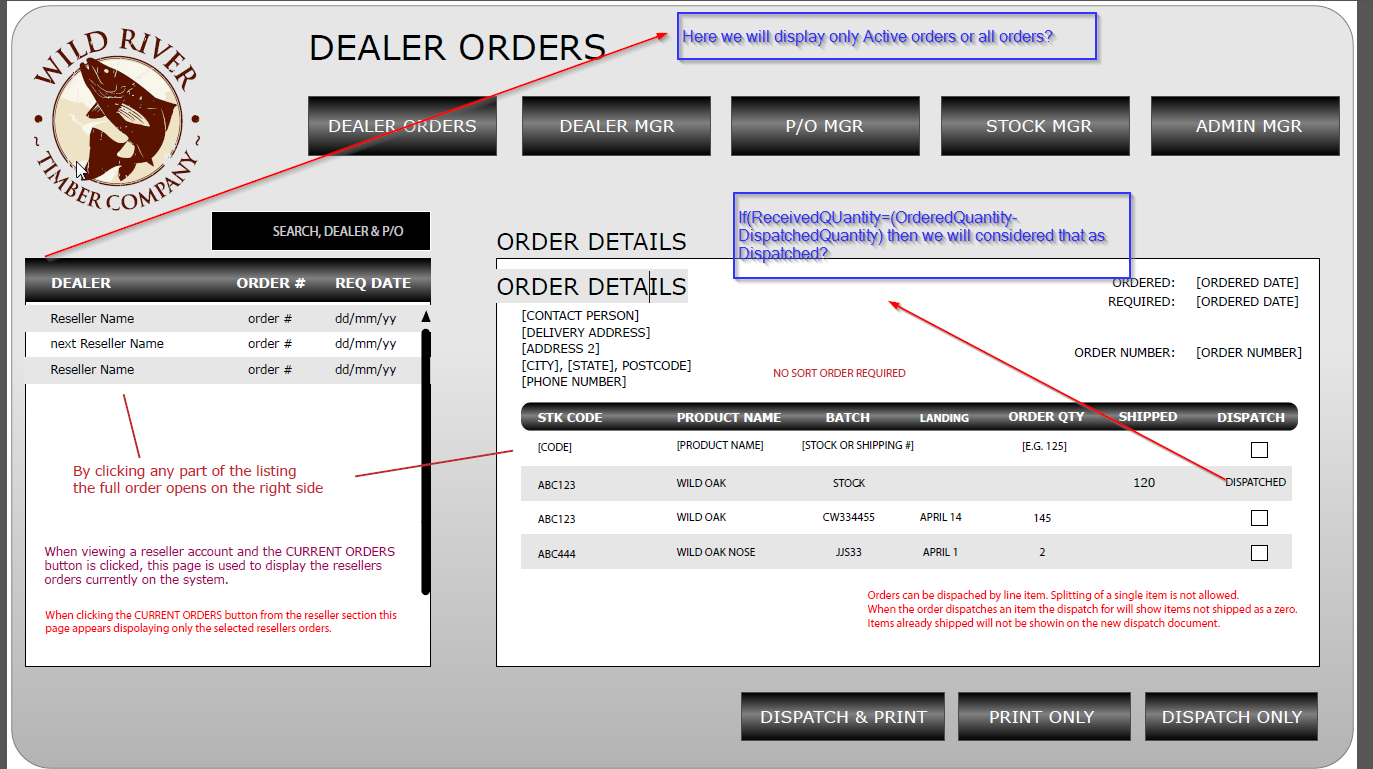 WILD RIVER
~ TIMBER COMPANY ~
DEALER ORDERS
Here we will display only Active orders or all orders?
DEALER ORDERS DEALER MGR P/O MGR STOCK MGR ADMIN MGR
SEARCH, DEALER & P/O
DEALER ORDER # REQ DATE
Reseller Name order # dd/mm/yy
next Reseller Name order # dd/mm/yy
Reseller Name order # dd/mm/yy
By clicking any part of the listing
the full order opens on the right side
When viewing a reseller account and the CURRENT ORDERS
button is clicked, this page is used to display the resellers
orders currently on the system.
When clicking the CURRENT ORDERS button from the reseller section this
page appears dispolaying only the selected resellers orders.
ORDER DETAILS
If(ReceivedQUantity=(OrderedQuantity-
DispatchedQuantity) then we will considered that as
Dispatched?
ORDER DETAILS
ORDERED: [ORDERED DATE]
REQUIRED: [ORDERED DATE]
[CONTACT PERSON]
[DELIVERY ADDRESS]
[ADDRESS 2]
[CITY], [STATE], POSTCODE]
[PHONE NUMBER]
ORDER NUMBER: [ORDER NUMBER]
NO SORT ORDER REQUIRED
STK CODE PRODUCT NAME BATCH LANDING ORDER QTY SHIPPED DISPATCH
[CODE] [PRODUCT NAME] [STOCK OR SHIPPING #] [E.G. 125]
ABC123 WILD OAK STOCK 120 DISPATCHED
ABC123 WILD OAK CW334455 APRIL 14 145
ABC444 WILD OAK NOSE JJS33 APRIL 1 2
Orders can be dispached by line item. Splitting of a single item is not allowed.
When the order dispatches an item the dispatch for will show items not shipped as a zero.
Items already shipped will not be showin on the new dispatch document.
DISPATCH & PRINT PRINT ONLY DISPATCH ONLY